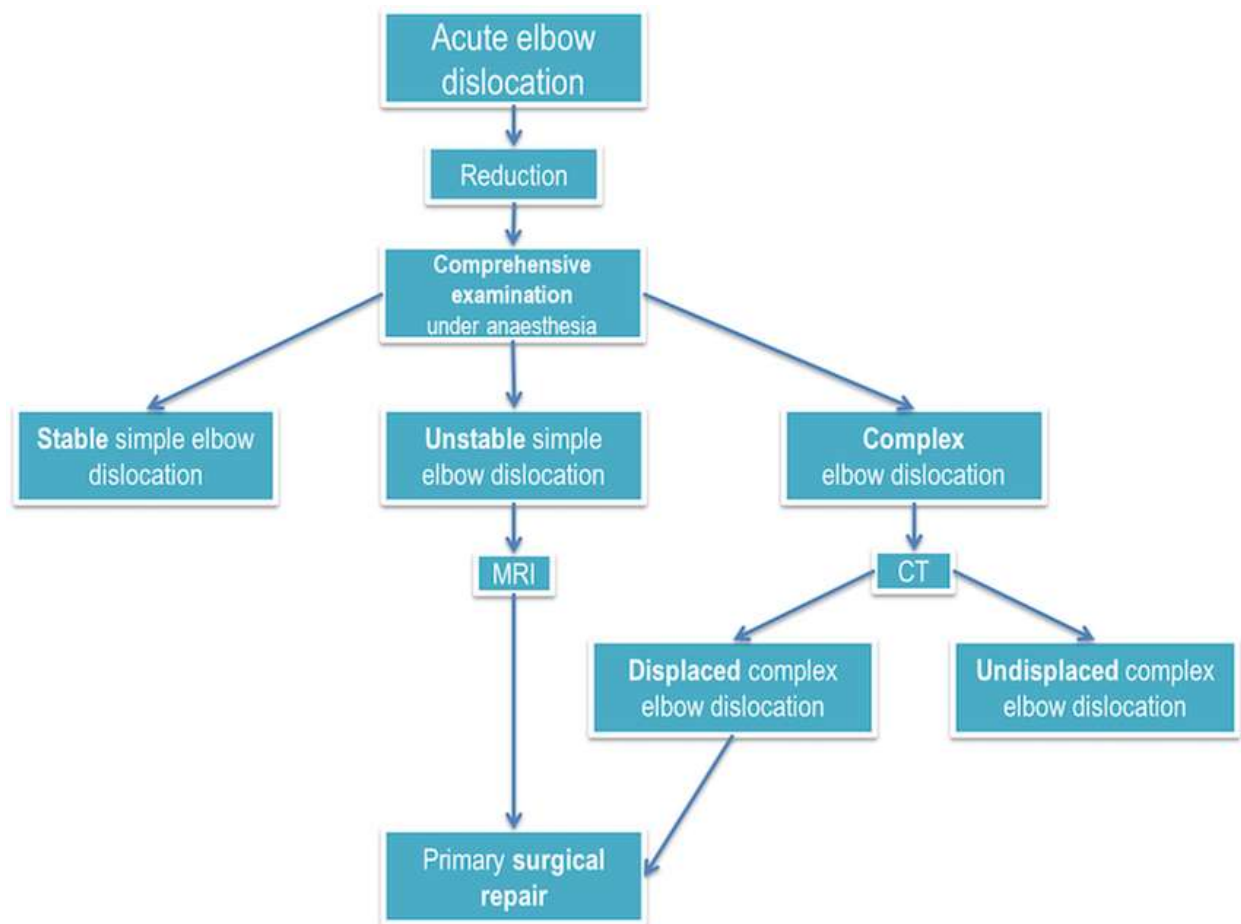 Acute elbow
dislocation
Reduction
Comprehensive
examination
under anaesthesia
Stable simple elbow
dislocation
Unstable simple
elbow dislocation
Complex
elbow dislocation
MRI
CT
Displaced complex
elbow dislocation
Undisplaced complex
elbow dislocation
Primary surgical
repair